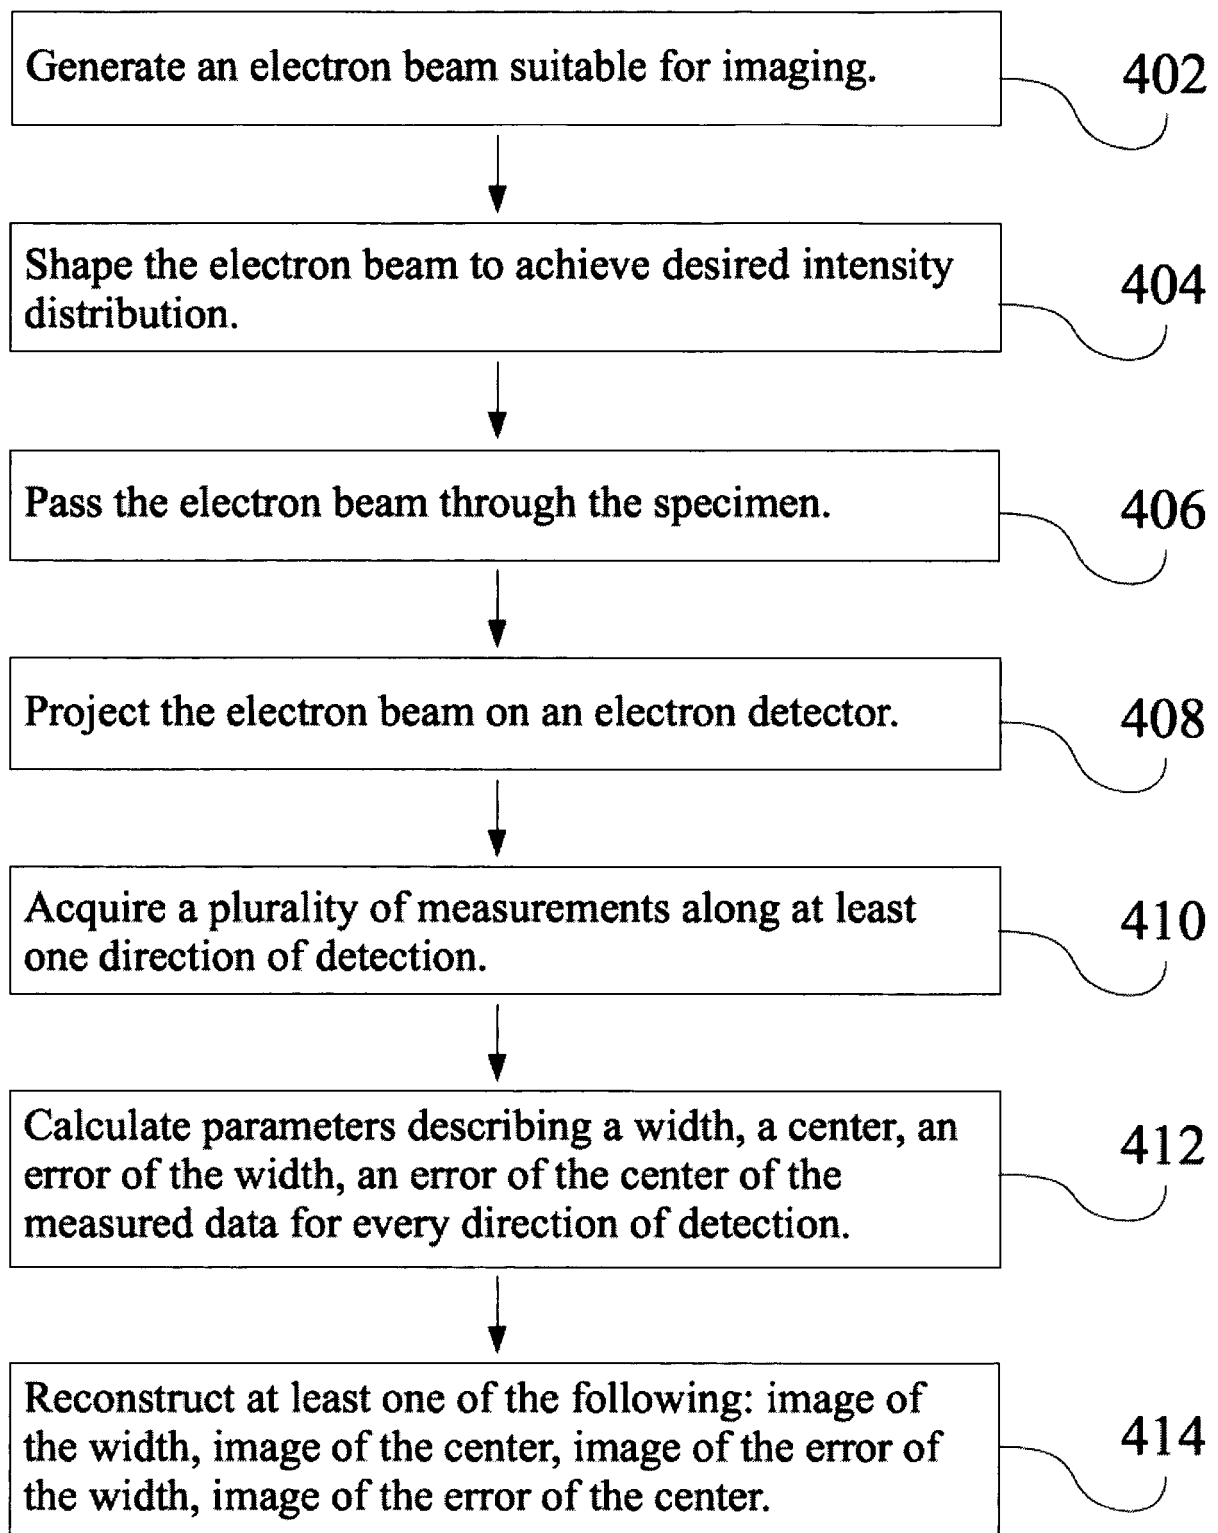 Generate an electron beam suitable for imaging.
402
Shape the electron beam to achieve desired intensity
distribution.
404
Pass the electron beam through the specimen.
406
Project the electron beam on an electron detector.
408
Acquire a plurality of measurements along at least
one direction of detection.
410
Calculate parameters describing a width, a center, an
error of the width, an error of the center of the
measured data for every direction of detection.
412
Reconstruct at least one of the following: image of
the width, image of the center, image of the error of
the width, image of the error of the center.
414